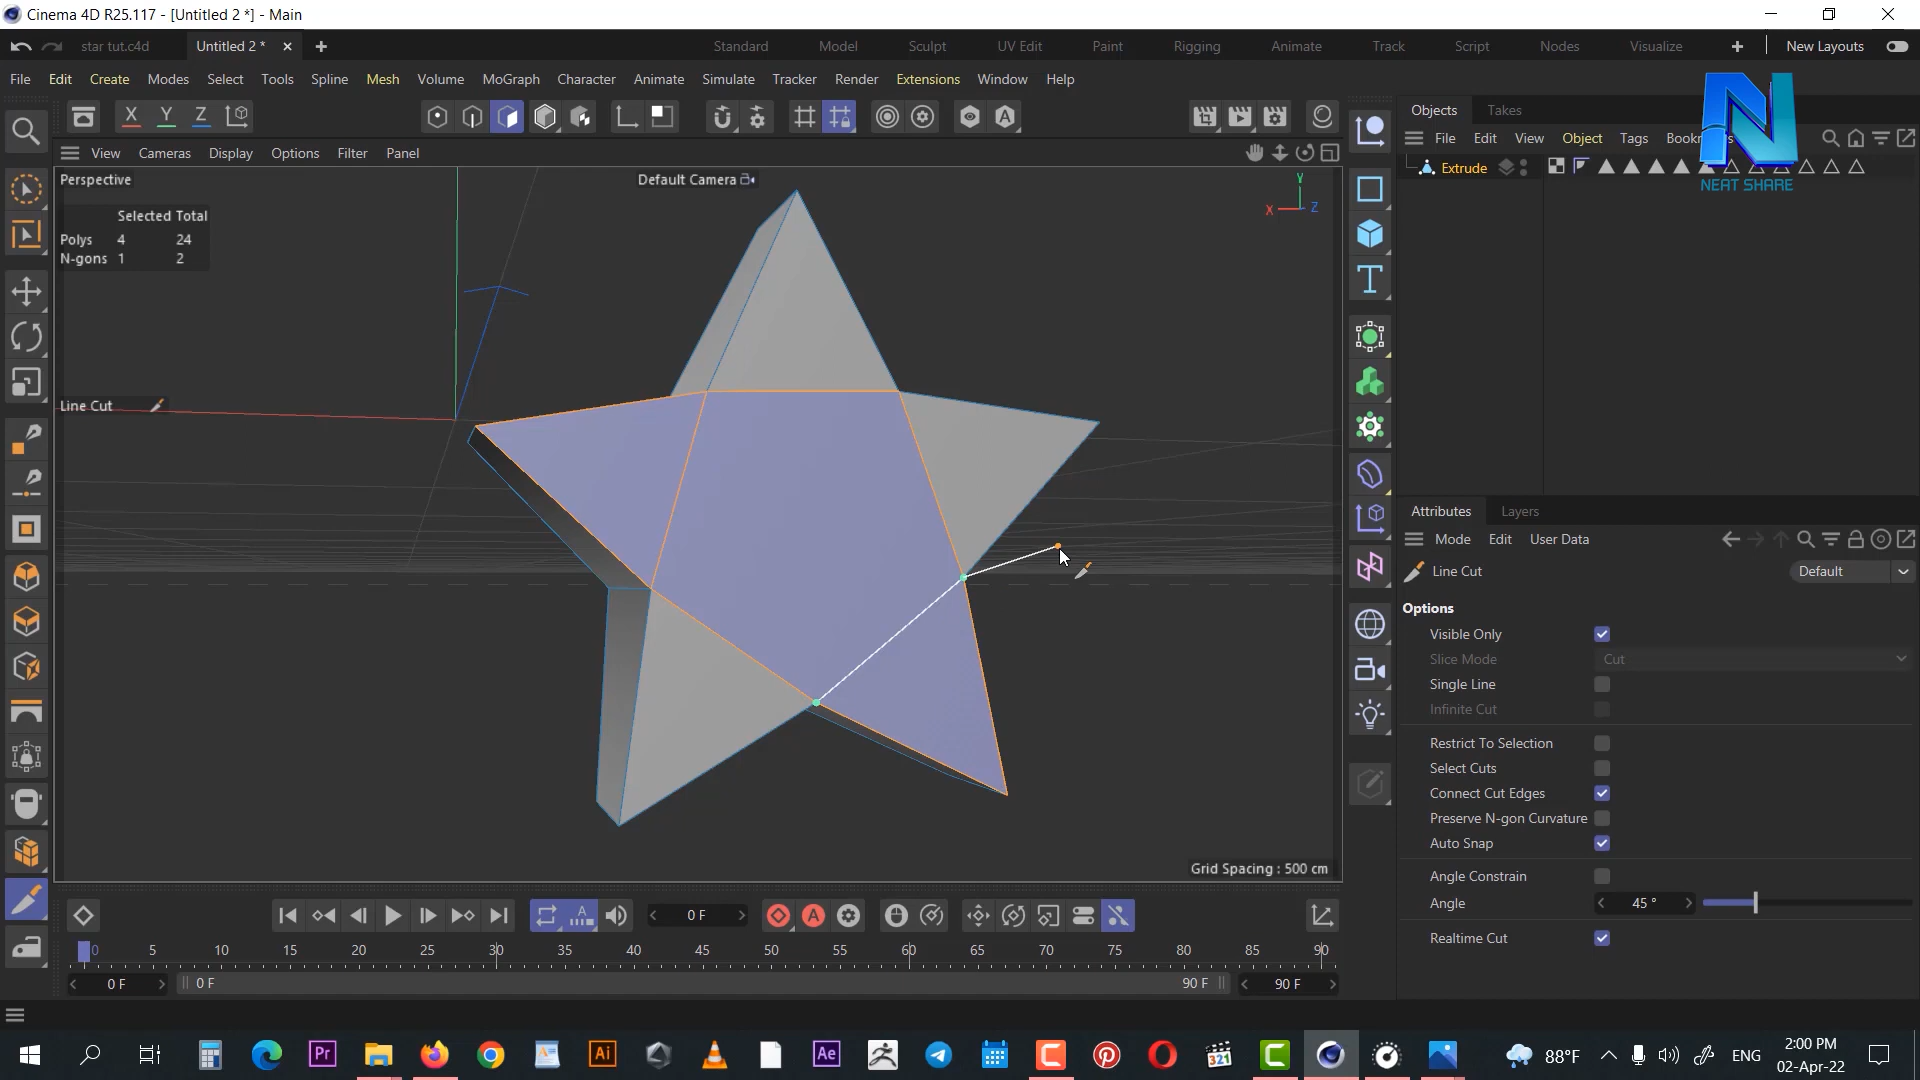 Cinema 4D R25.117 - [Untitled 2 *] - Main
star tut.c4d
Untitled 2 *
Standard
Model
Sculpt
UV Edit
Paint
Rigging
Animate
Track
Script
Nodes
Visualize
New Layouts
File Edit Create Modes Select Tools Spline Mesh Volume MoGraph Character Animate Simulate Tracker Render Extensions Window Help
NEAT SHARE
X Y Z
View Cameras Display Options Filter Panel
Perspective
Default Camera
Selected Total
Polys 4 24
N-gons 1 2
Y
X Z
Line Cut
Grid Spacing : 500 cm
0 F
0 5 10 15 20 25 30 35 40 45 50 55 60 65 70 75 80 85 90
0 F
0 F
90 F
90 F
Objects
Takes
File Edit View Object Tags
Extrude
Attributes
Layers
Mode Edit User Data
Line Cut
Default
Options
Visible Only
Slice Mode
Cut
Single Line
Infinite Cut
Restrict To Selection
Select Cuts
Connect Cut Edges
Preserve N-gon Curvature
Auto Snap
Angle Constrain
Angle
45 °
Realtime Cut
Pr
Ai
Ae
321
88°F
ENG
2:00 PM
02-Apr-22